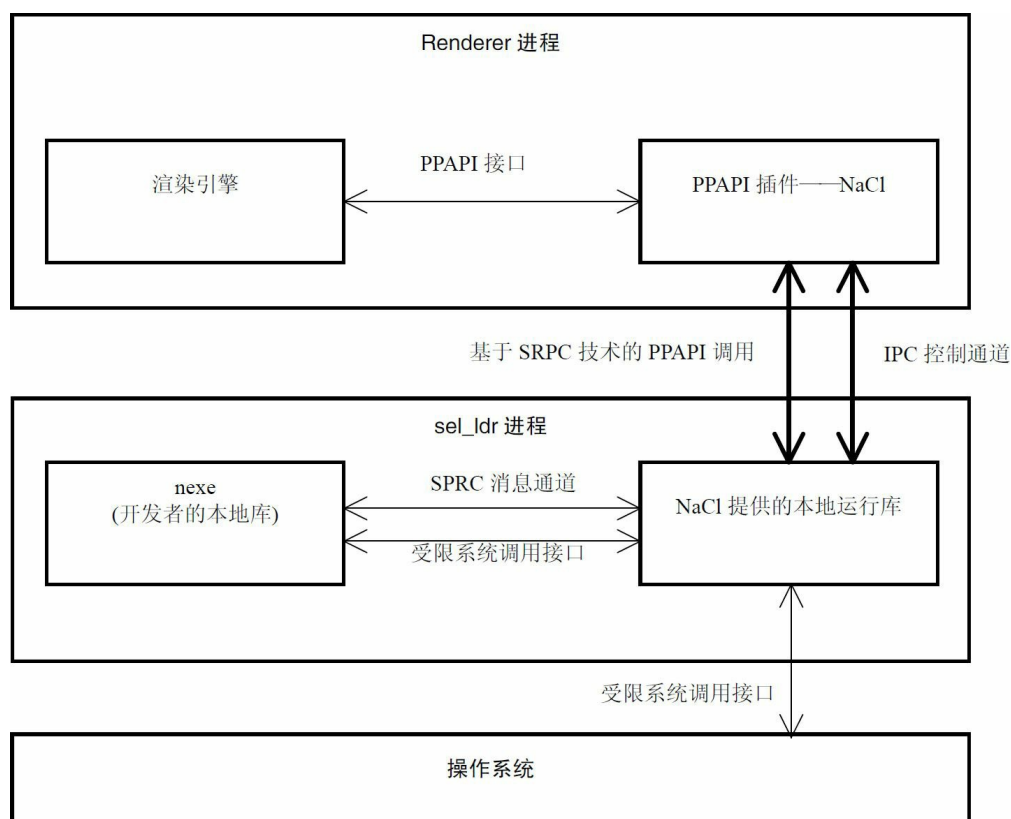 Renderer 进程
PPAPI 接口
渲染引擎
PPAPI 插件——NaCl
基于 SRPC 技术的 PPAPI 调用
IPC 控制通道
sel_ldr 进程
nexe
(开发者的本地库)
SPRC 消息通道
NaCl 提供的本地运行库
受限系统调用接口
受限系统调用接口
操作系统